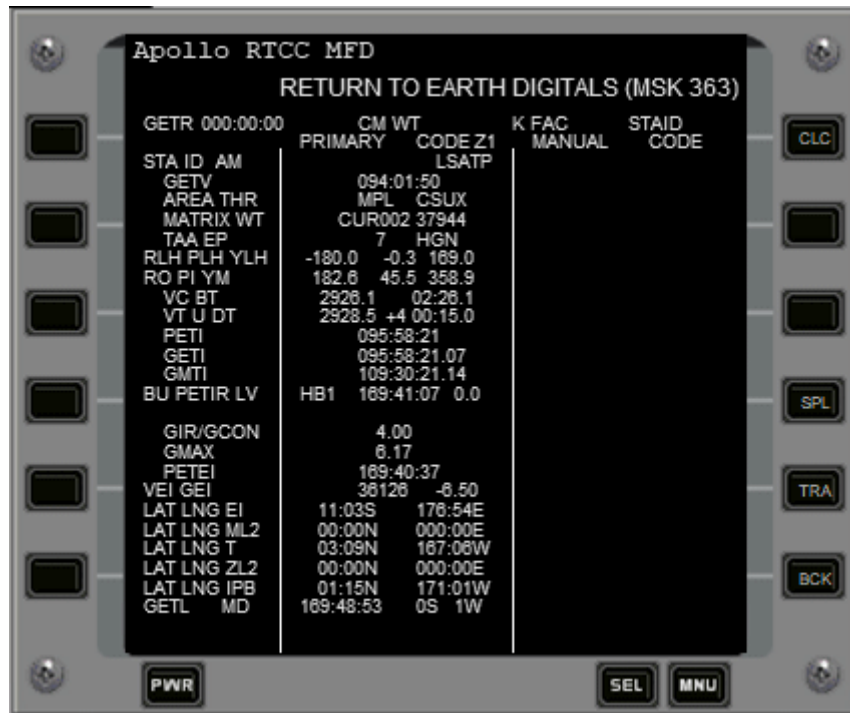 Apollo RTCC MFD
RETURN TO EARTH DIGITALS (MSK 363)
GETR 000:00:00 CM WT K FAC STAID
PRIMARY CODE Z1 MANUAL CODE
CLC
STA ID AM LSATP
GETV 094:01:50
AREA THR MPL CSUX
MATRIX WT CUR002 37944
TAA EP 7 HGN
RLH PLH YLH -180.0 -0.3 169.0
RO PI YM 182.6 45.5 358.9
VC BT 2926.1 02:26.1
VT U DT 2928.5 +4 00:15.0
PETI 095:58:21
GETI 095:58:21.07
GMTI 109:30:21.14
BU PETIR LV HB1 169:41:07 0.0
SPL
GIR/GCON 4.00
GMAX 6.17
PETEI 169:40:37
VEI GEI 36126 -6.50
TRA
LAT LNG EI 11:03S 176:54E
LAT LNG ML2 00:00N 000:00E
LAT LNG T 03:09N 167:06W
LAT LNG ZL2 00:00N 000:00E
LAT LNG IPB 01:15N 171:01W
BCK
GETL MD 169:48:53 0S 1W
PWR SEL MNU